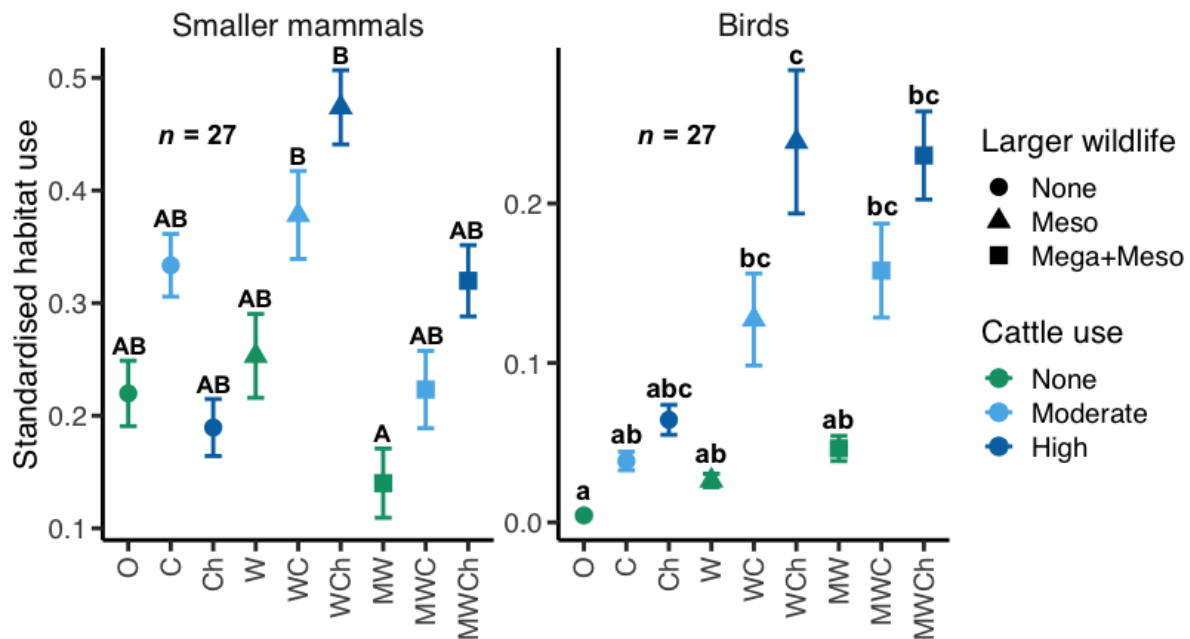 Smaller mammals
Birds
Standardised habitat use
0.5
0.4
0.3
0.2
0.1
n = 27
AB
AB
AB
AB
B
B
A
AB
AB
O
C
Ch
W
WC
WCh
MW
MWC
MWCh
0.2
0.1
0.0
n = 27
a
ab
abc
ab
bc
c
ab
bc
bc
O
C
Ch
W
WC
WCh
MW
MWC
MWCh
Larger wildlife
None
Meso
Mega+Meso
Cattle use
None
Moderate
High